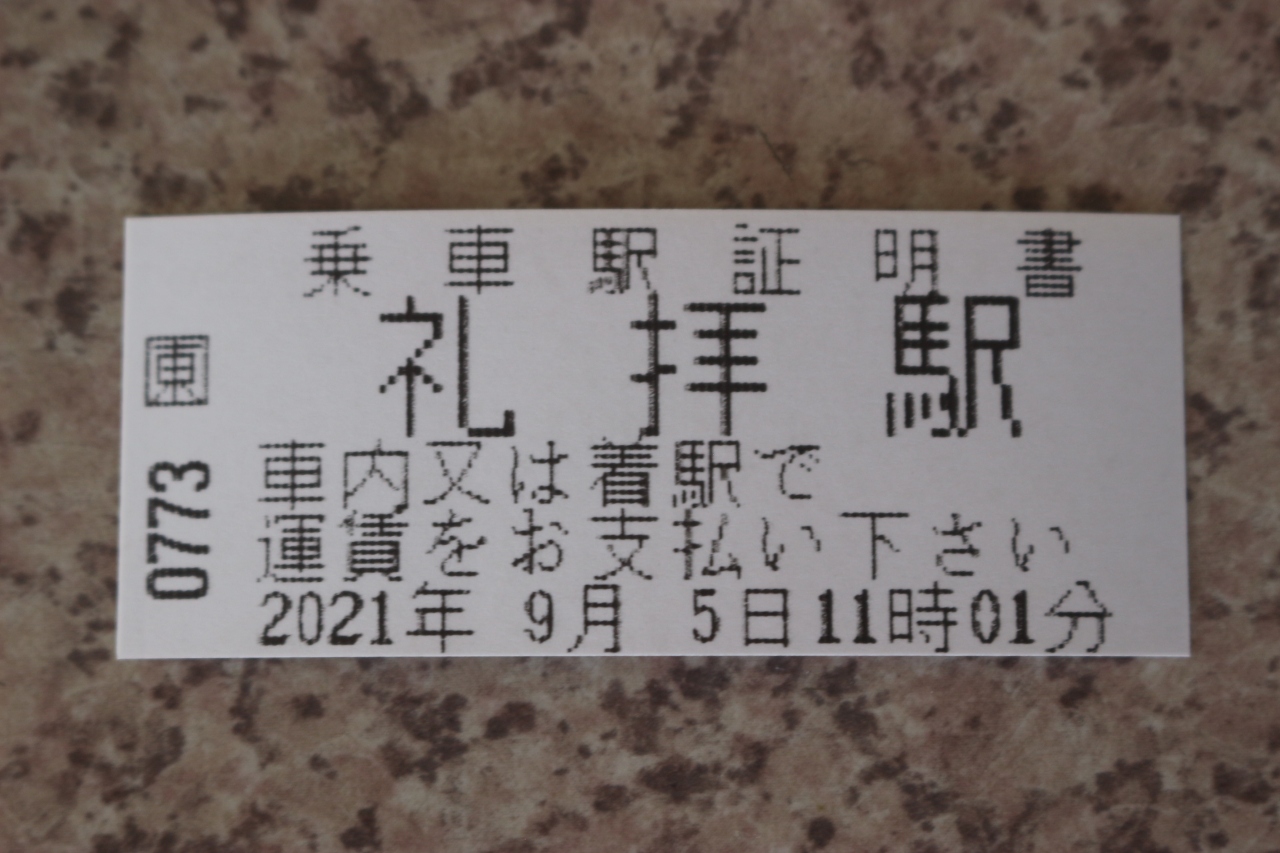 乗車駅証明書
礼拝駅
車内又は着駅で
運賃をお支払い下さい
2021年 9月 5日11時01分
東
0773